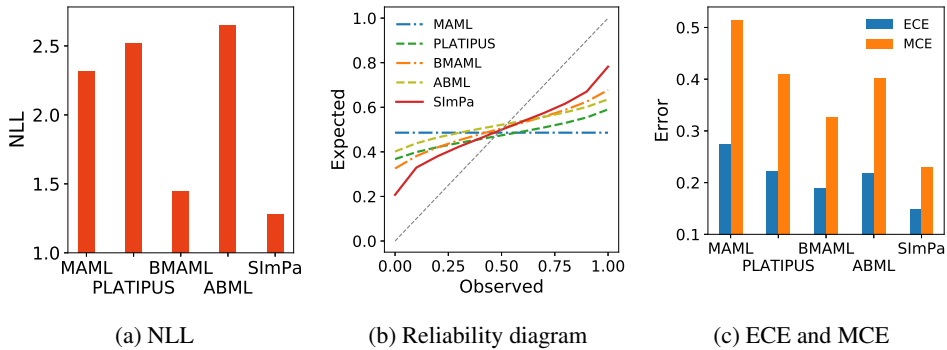 NLL
2.5
2.0
1.5
1.0
MAML
BMAML
SImPa
PLATIPUS
ABML
(a) NLL
Expected
1.0
0.8
0.6
0.4
0.2
0.0
MAML
PLATIPUS
BMAML
ABML
SImPa
0.00 0.25 0.50 0.75 1.00
Observed
(b) Reliability diagram
Error
0.4
0.3
0.2
0.1
ECE
MCE
MAML
BMAML
SImPa
PLATIPUS
ABML
(c) ECE and MCE